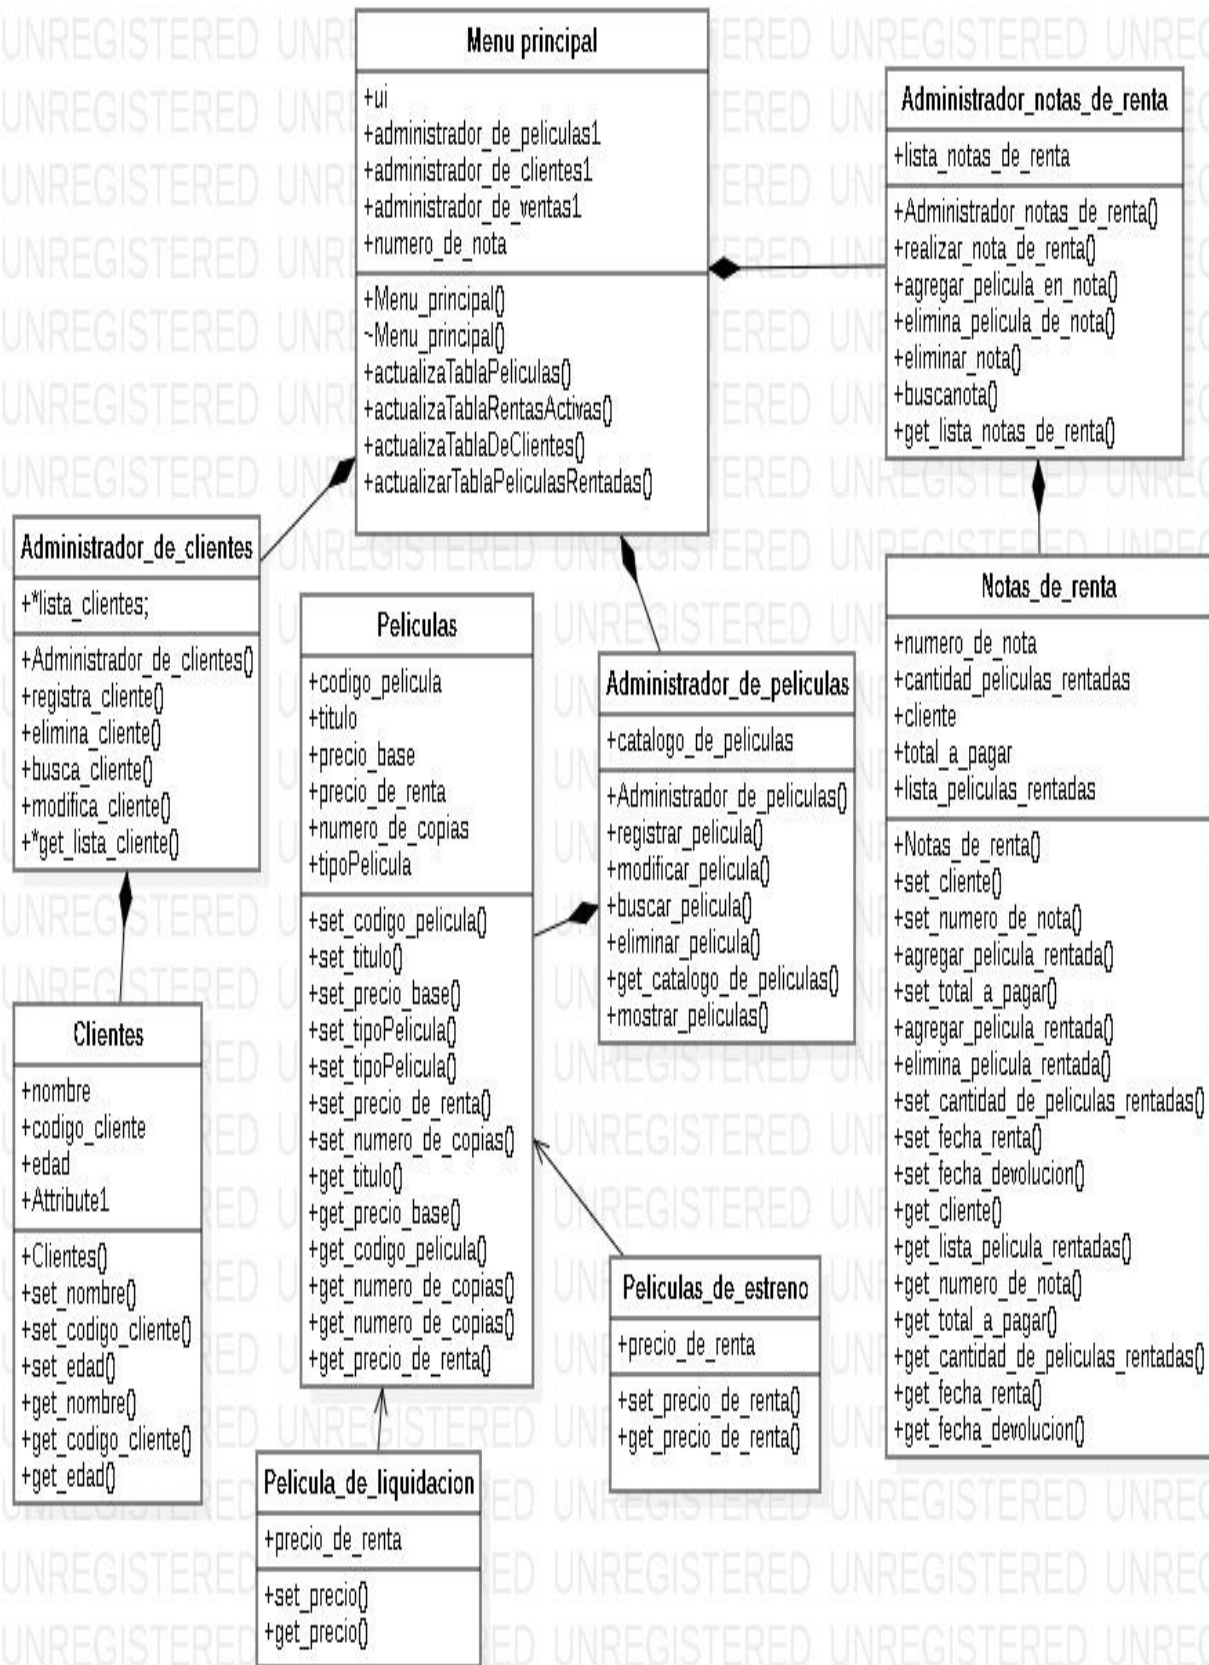 Menu principal
+ui
+administrador_de_peliculas1
+administrador_de_clientes1
+administrador_de_ventas1
+numero_de_nota
+Menu_principal()
~Menu_principal()
+actualizaTablaPeliculas()
+actualizaTablaRentasActivas()
+actualizaTablaDeClientes()
+actualizarTablaPeliculasRentadas()
Administrador_notas_de_renta
+lista_notas_de_renta
+Administrador_notas_de_renta()
+realizar_nota_de_renta()
+agregar_pelicula_en_nota()
+elimina_pelicula_de_nota()
+eliminar_nota()
+buscanota()
+get_lista_notas_de_renta()
Administrador_de_clientes
+*lista_clientes;
+Administrador_de_clientes()
+registra_cliente()
+elimina_cliente()
+busca_cliente()
+modifica_cliente()
+*get_lista_cliente()
Peliculas
+codigo_pelicula
+titulo
+precio_base
+precio_de_renta
+numero_de_copias
+tipoPelicula
+set_codigo_pelicula()
+set_titulo()
+set_precio_base()
+set_tipoPelicula()
+set_tipoPelicula()
+set_precio_de_renta()
+set_numero_de_copias()
+get_titulo()
+get_precio_base()
+get_codigo_pelicula()
+get_numero_de_copias()
+get_numero_de_copias()
+get_precio_de_renta()
Administrador_de_peliculas
+catalogo_de_peliculas
+Administrador_de_peliculas()
+registrar_pelicula()
+modificar_pelicula()
+buscar_pelicula()
+eliminar_pelicula()
+get_catalogo_de_peliculas()
+mostrar_peliculas()
Notas_de_renta
+numero_de_nota
+cantidad_peliculas_rentadas
+cliente
+total_a_pagar
+lista_peliculas_rentadas
+Notas_de_renta()
+set_cliente()
+set_numero_de_nota()
+agregar_pelicula_rentada()
+set_total_a_pagar()
+agregar_pelicula_rentada()
+elimina_pelicula_rentada()
+set_cantidad_de_peliculas_rentadas()
+set_fecha_renta()
+set_fecha_devolucion()
+get_cliente()
+get_lista_pelicula_rentadas()
+get_numero_de_nota()
+get_total_a_pagar()
+get_cantidad_de_peliculas_rentadas()
+get_fecha_renta()
+get_fecha_devolucion()
Clientes
+nombre
+codigo_cliente
+edad
+Attribute1
+Clientes()
+set_nombre()
+set_codigo_cliente()
+set_edad()
+get_nombre()
+get_codigo_cliente()
+get_edad()
Peliculas_de_estreno
+precio_de_renta
+set_precio_de_renta()
+get_precio_de_renta()
Pelicula_de_liquidacion
+precio_de_renta
+set_precio()
+get_precio()